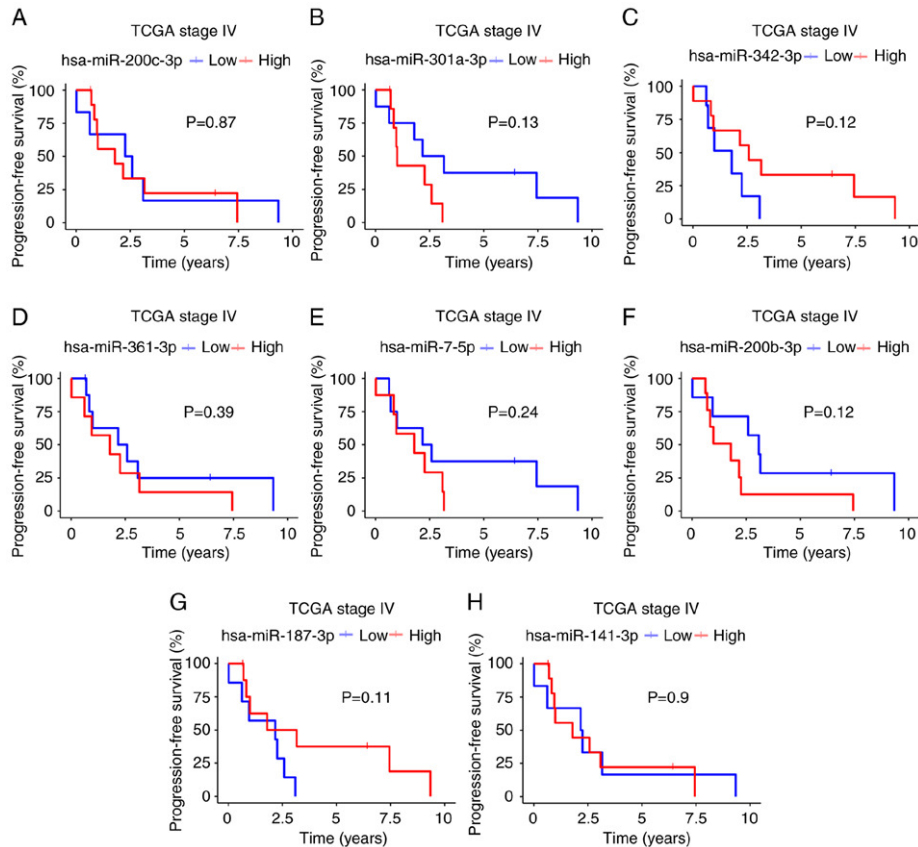 A
TCGA stage IV
hsa-miR-200c-3p Low High
Progression-free survival (%)
100
75
50
25
0
P=0.87
0 2.5 5 7.5 10
Time (years)
B
TCGA stage IV
hsa-miR-301a-3p Low High
Progression-free survival (%)
100
75
50
25
0
P=0.13
0 2.5 5 7.5 10
Time (years)
C
TCGA stage IV
hsa-miR-342-3p Low High
Progression-free survival (%)
100
75
50
25
0
P=0.12
0 2.5 5 7.5 10
Time (years)
D
TCGA stage IV
hsa-miR-361-3p Low High
Progression-free survival (%)
100
75
50
25
0
P=0.39
0 2.5 5 7.5 10
Time (years)
E
TCGA stage IV
hsa-miR-7-5p Low High
Progression-free survival (%)
100
75
50
25
0
P=0.24
0 2.5 5 7.5 10
Time (years)
F
TCGA stage IV
hsa-miR-200b-3p Low High
Progression-free survival (%)
100
75
50
25
0
P=0.12
0 2.5 5 7.5 10
Time (years)
G
TCGA stage IV
hsa-miR-187-3p Low High
Progression-free survival (%)
100
75
50
25
0
P=0.11
0 2.5 5 7.5 10
Time (years)
H
TCGA stage IV
hsa-miR-141-3p Low High
Progression-free survival (%)
100
75
50
25
0
P=0.9
0 2.5 5 7.5 10
Time (years)